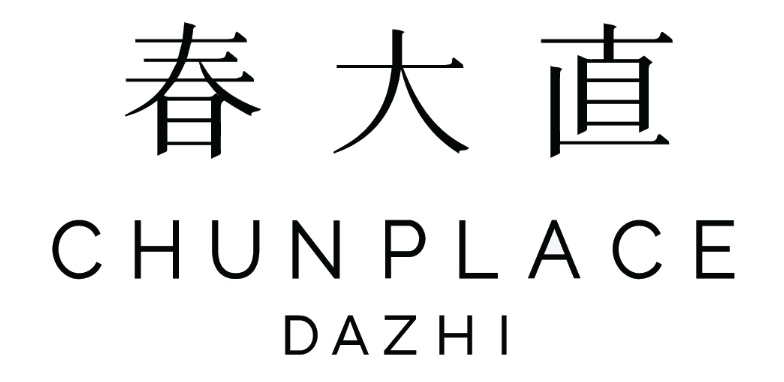 春大直
CHUNPLACE
DAZHI